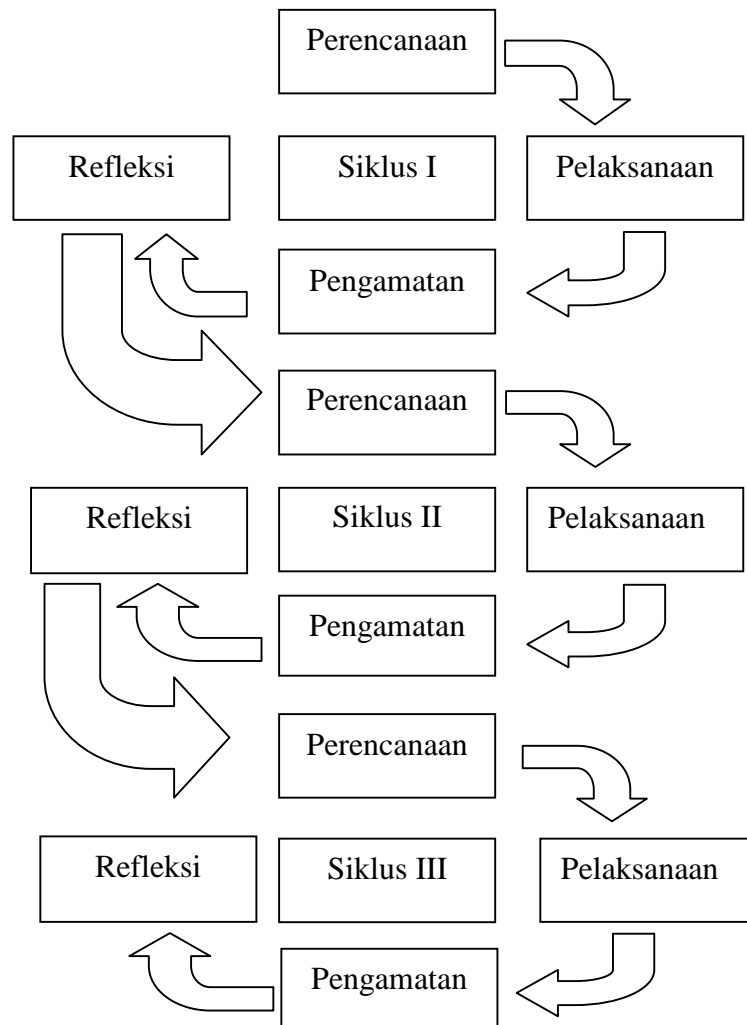 Perencanaan
Refleksi
Siklus I
Pelaksanaan
Pengamatan
Perencanaan
Refleksi
Siklus II
Pelaksanaan
Pengamatan
Perencanaan
Refleksi
Siklus III
Pelaksanaan
Pengamatan